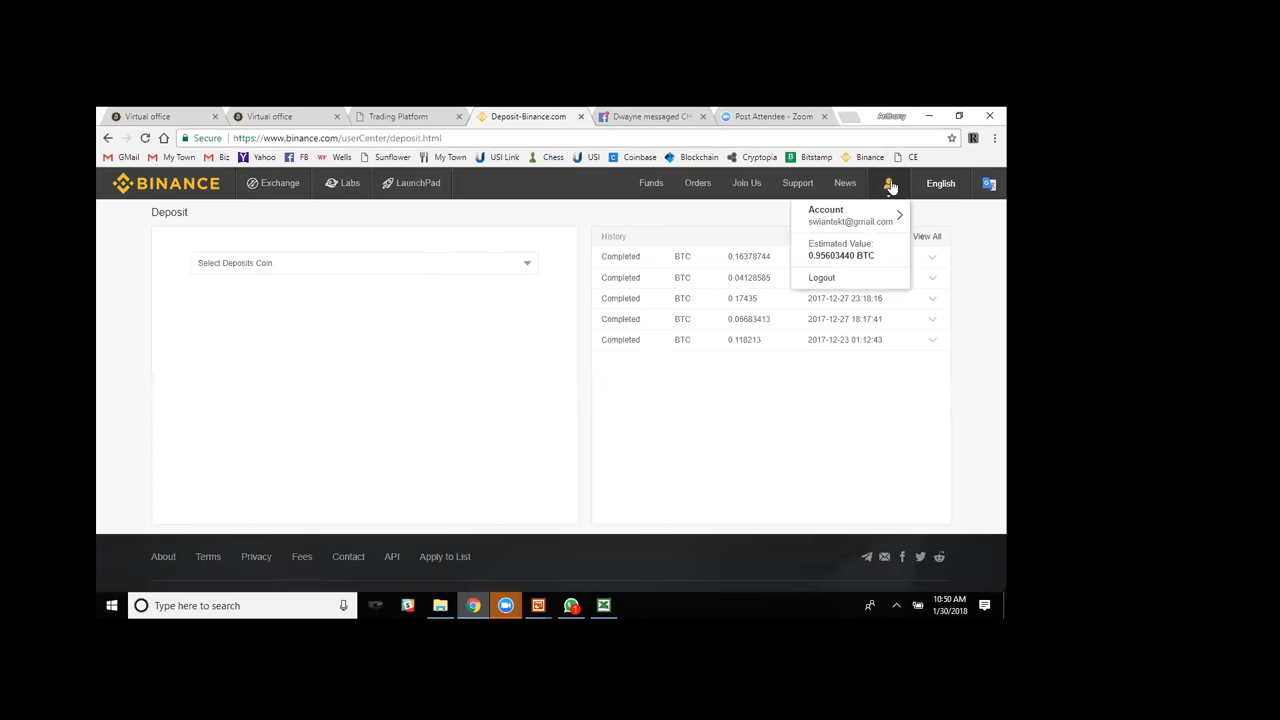 Virtual office Virtual office Trading Platform Deposit-Binance.com Dwayne messaged CH Post Attendee - Zoom Anthony
Secure https://www.binance.com/userCenter/deposit.html
GMail My Town Biz Yahoo FB Wells Sunflower My Town USI Link Chess USI Coinbase Blockchain Cryptopia Bitstamp Binance CE
BINANCE Exchange Labs LaunchPad Funds Orders Join Us Support News English
Deposit
Account
swiantekt@gmail.com
Estimated Value:
0.95603440 BTC
Logout
Select Deposits Coin
History View All
Completed BTC 0.16378744
Completed BTC 0.04128585
Completed BTC 0.17435 2017-12-27 23:18:16
Completed BTC 0.06683413 2017-12-27 18:17:41
Completed BTC 0.118213 2017-12-23 01:12:43
About Terms Privacy Fees Contact API Apply to List
Type here to search
10:50 AM
1/30/2018